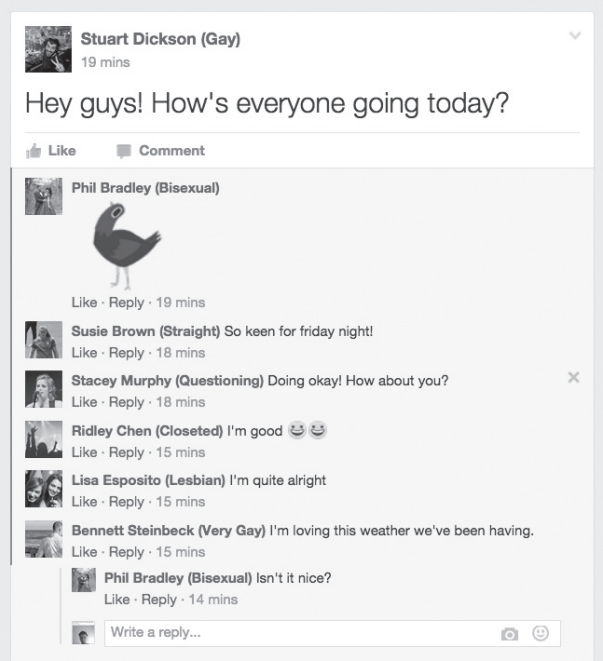 Stuart Dickson (Gay)
19 mins
Hey guys! How's everyone going today?
Like Comment
Phil Bradley (Bisexual)
Like · Reply · 19 mins
Susie Brown (Straight) So keen for friday night!
Like · Reply · 18 mins
Stacey Murphy (Questioning) Doing okay! How about you?
Like · Reply · 18 mins
Ridley Chen (Closeted) I'm good 😃😃
Like · Reply · 15 mins
Lisa Esposito (Lesbian) I'm quite alright
Like · Reply · 15 mins
Bennett Steinbeck (Very Gay) I'm loving this weather we've been having.
Like · Reply · 15 mins
Phil Bradley (Bisexual) Isn't it nice?
Like · Reply · 14 mins
Write a reply...